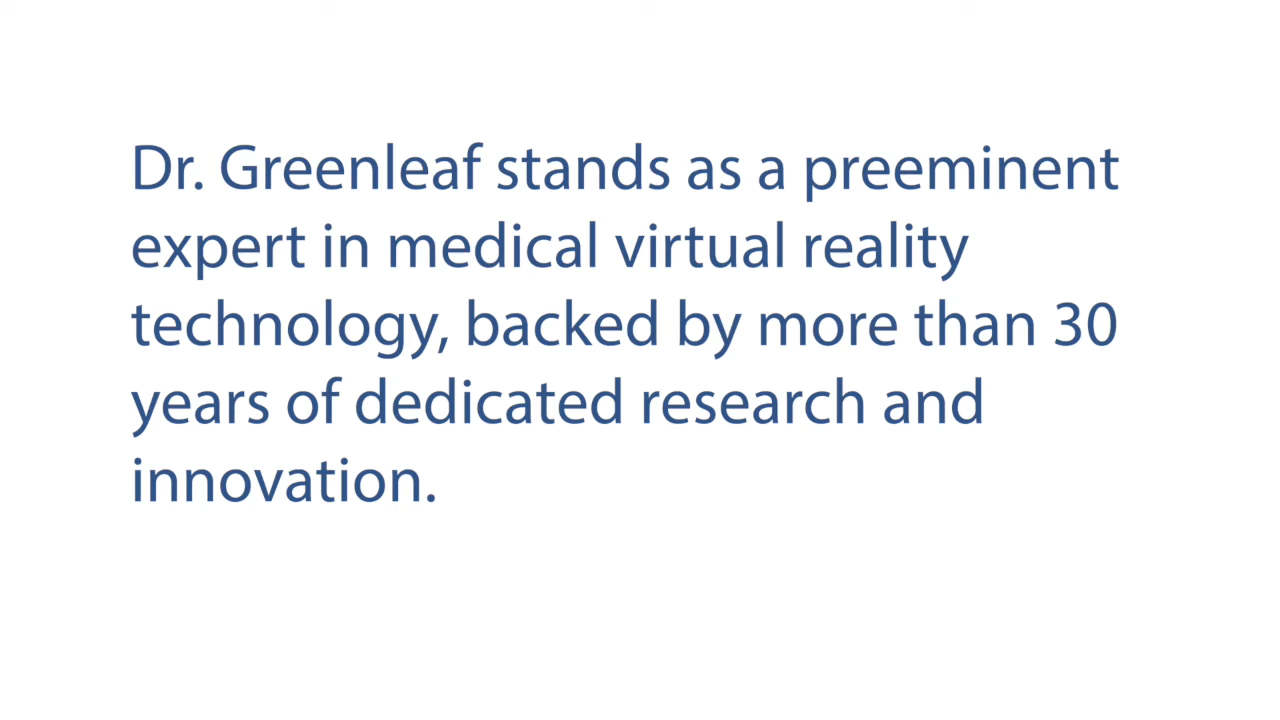 Dr. Greenleaf stands as a preeminent
expert in medical virtual reality
technology, backed by more than 30
years of dedicated research and
innovation.